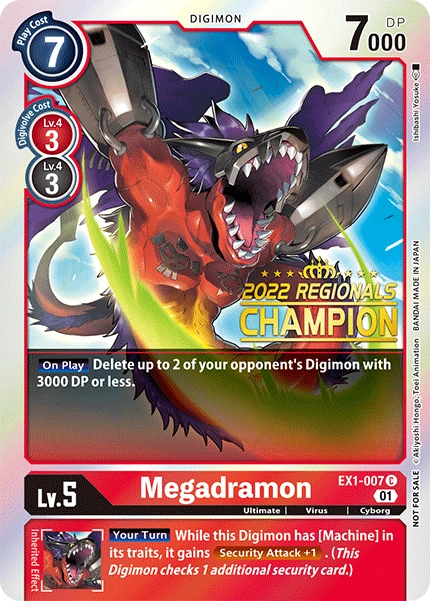 Play Cost
7
DIGIMON
DP
7000
Digivolve Cost
Lv.4
3
Lv.4
3
Ishibashi Yosuke
2022 REGIONALS
CHAMPION
On Play Delete up to 2 of your opponent's Digimon with
3000 DP or less.
NOT FOR SALE ©Akiyoshi Hongo, Toei Animation BANDAI MADE IN JAPAN
Lv.5
Megadramon
EX1-007 C
01
Ultimate | Virus | Cyborg
Inherited Effect
Your Turn While this Digimon has [Machine] in
its traits, it gains Security Attack +1 . (This
Digimon checks 1 additional security card.)